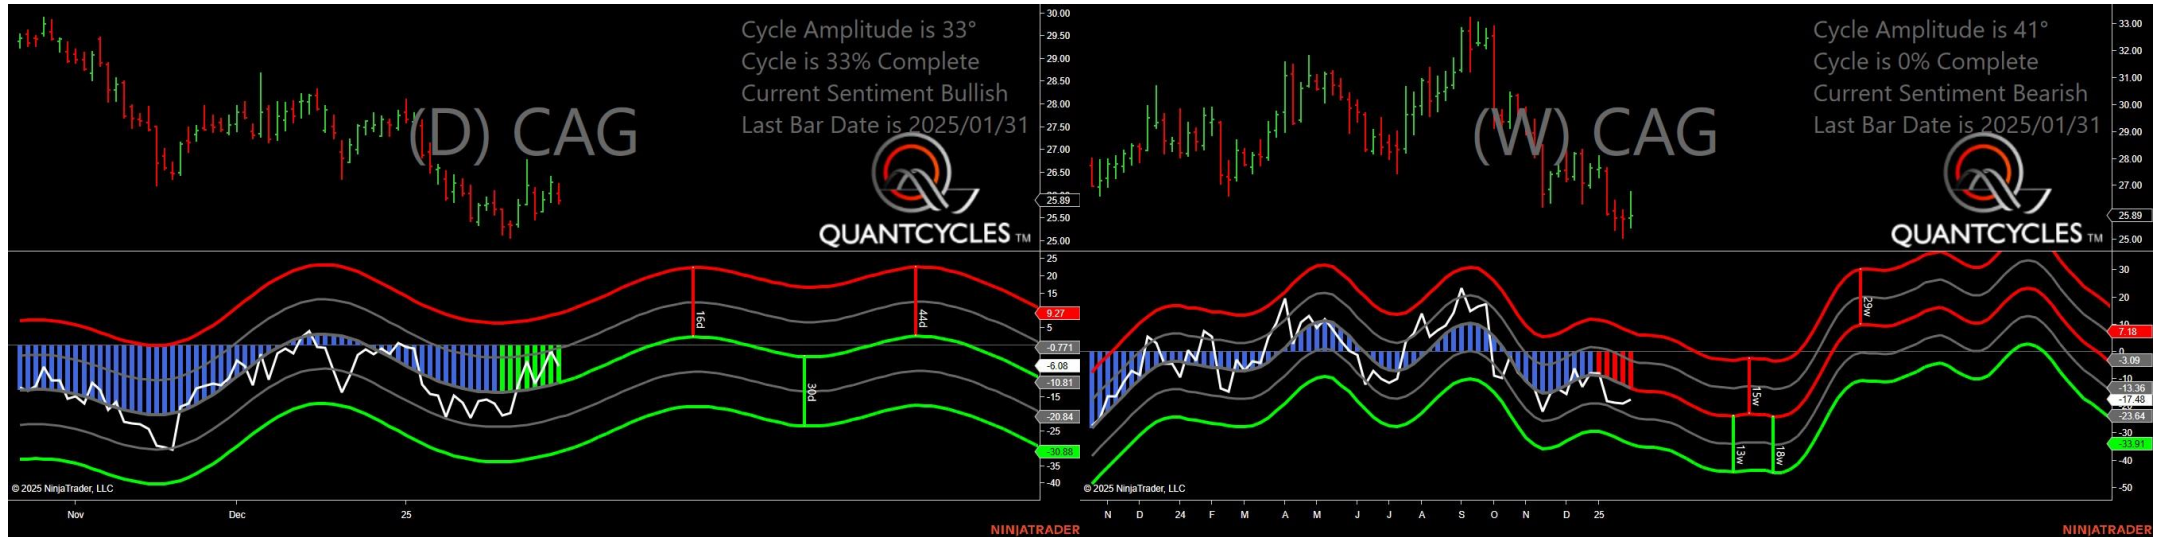 Cycle Amplitude is 33°
Cycle is 33% Complete
Current Sentiment Bullish
Last Bar Date is 2025/01/31
(D) CAG
QUANTCYCLES TM
30.00
29.50
29.00
28.50
28.00
27.50
27.00
26.50
25.89
25.50
25.00
25
20
15
9.27
5
-0.771
-6.08
-10.81
-15
-20.84
-25
-30.88
-35
-40
16d
30d
44d
© 2025 NinjaTrader, LLC
Nov Dec 25
NINJATRADER
Cycle Amplitude is 41°
Cycle is 0% Complete
Current Sentiment Bearish
Last Bar Date is 2025/01/31
(W) CAG
QUANTCYCLES TM
33.00
32.00
31.00
30.00
29.00
28.00
27.00
25.89
25.00
30
20
7.18
0
-3.09
-10
-13.36
-17.48
-23.64
-30
-33.91
-40
-50
29w
15w
13w
18w
© 2025 NinjaTrader, LLC
N D 24 F M A M J J A S O N D 25
NINJATRADER